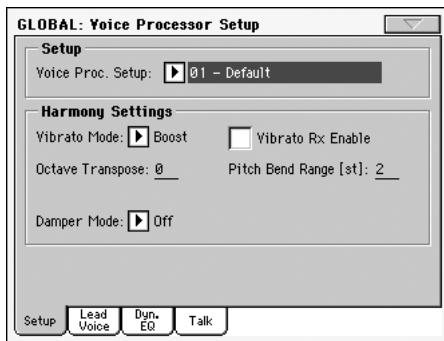 GLOBAL: Voice Processor Setup
Setup
Voice Proc. Setup: 01 - Default
Harmony Settings
Vibrato Mode: Boost Vibrato Rx Enable
Octave Transpose: 0 Pitch Bend Range [st]: 2
Damper Mode: Off
Setup Lead Voice Dyn. EQ Talk